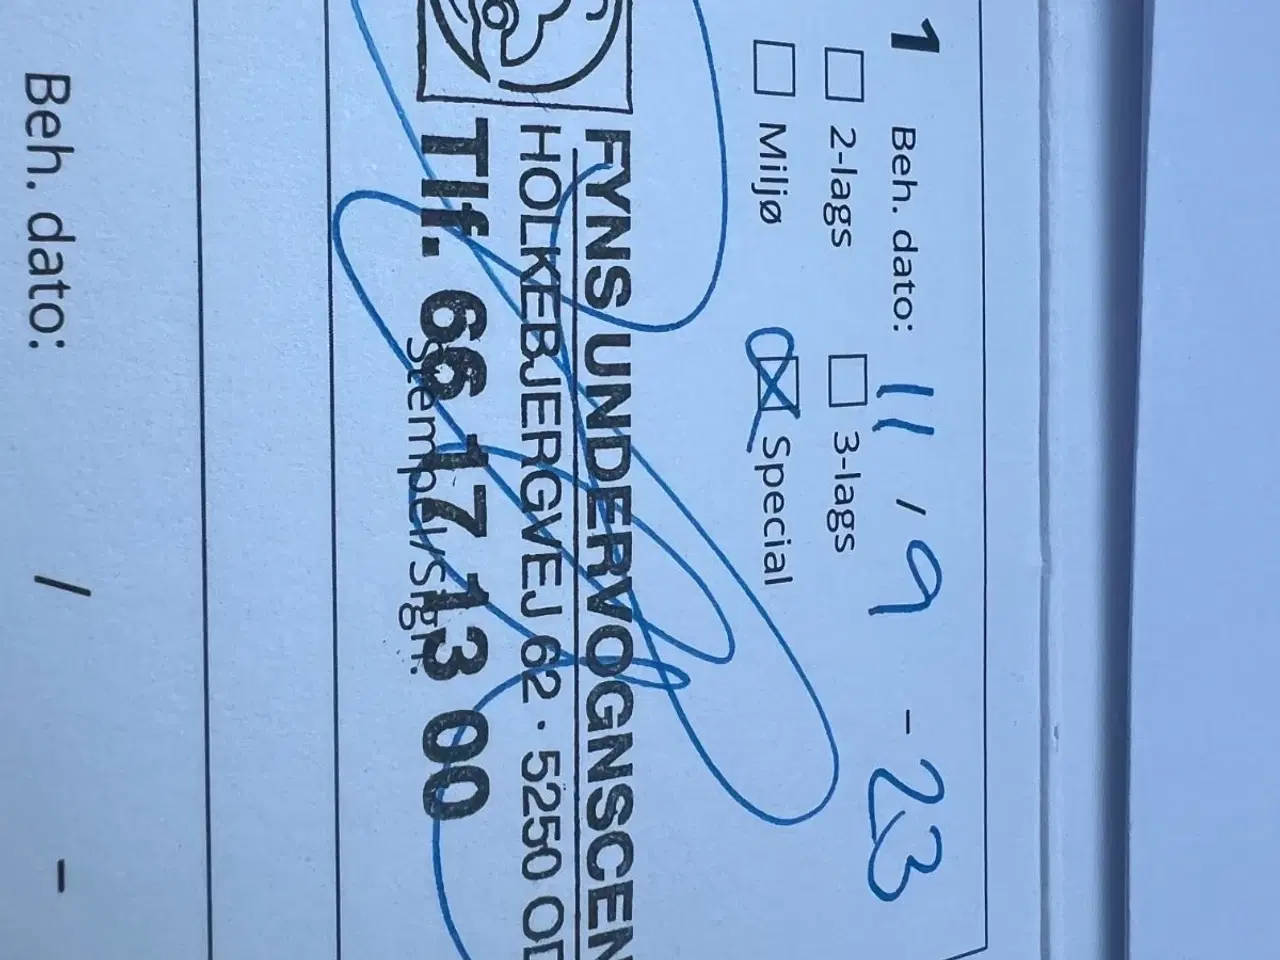 1 Beh. dato: 11 / 9 - 23
2-lags 3-lags
Miljø Special
FYNS UNDERVOGNSCEN
HOLKEBJERGVEJ 62 · 5250 OD
Tlf. 66 17 13 00
Stempel/Sign.
Beh. dato: / -